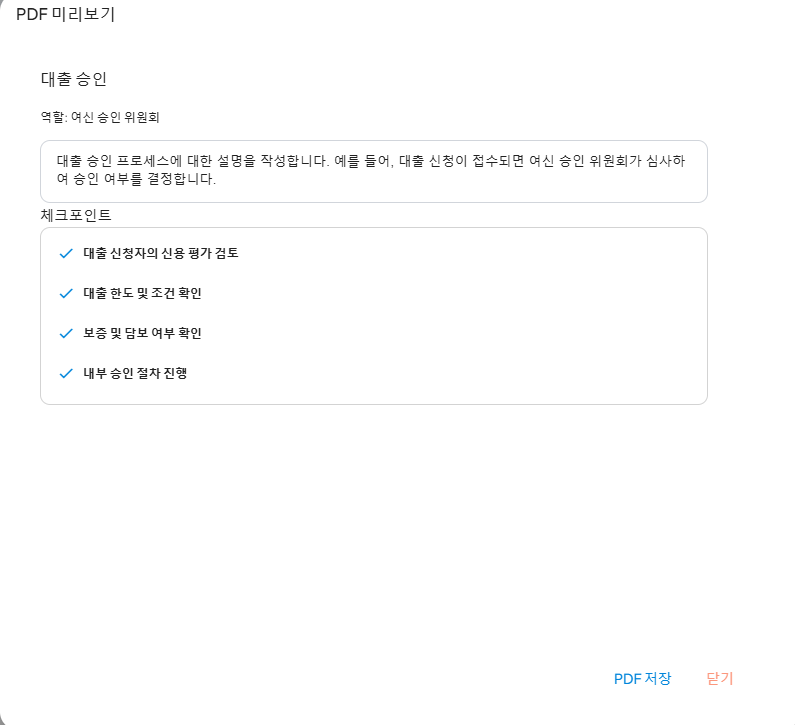 PDF 미리보기
대출 승인
역할: 여신 승인 위원회
대출 승인 프로세스에 대한 설명을 작성합니다. 예를 들어, 대출 신청이 접수되면 여신 승인 위원회가 심사하
여 승인 여부를 결정합니다.
체크포인트
대출 신청자의 신용 평가 검토
대출 한도 및 조건 확인
보증 및 담보 여부 확인
내부 승인 절차 진행
PDF 저장 닫기